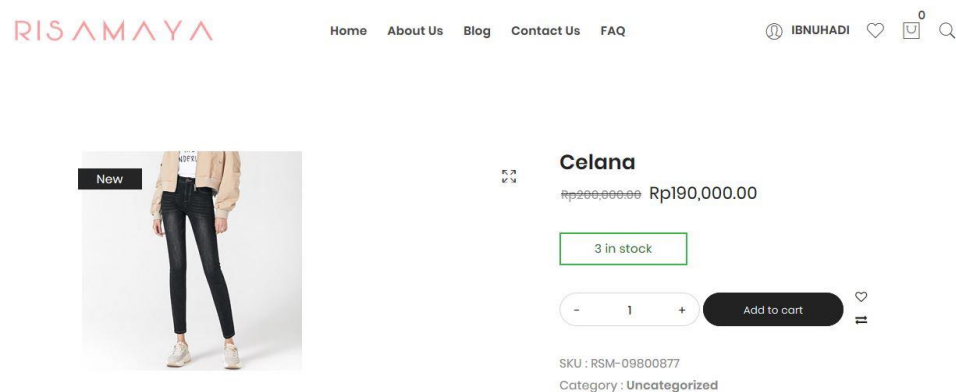 RISAMAYA
Home About Us Blog Contact Us FAQ
IBNUHADI
0
New
Celana
Rp200,000.00 Rp190,000.00
3 in stock
- 1 +
Add to cart
SKU : RSM-09800877
Category : Uncategorized